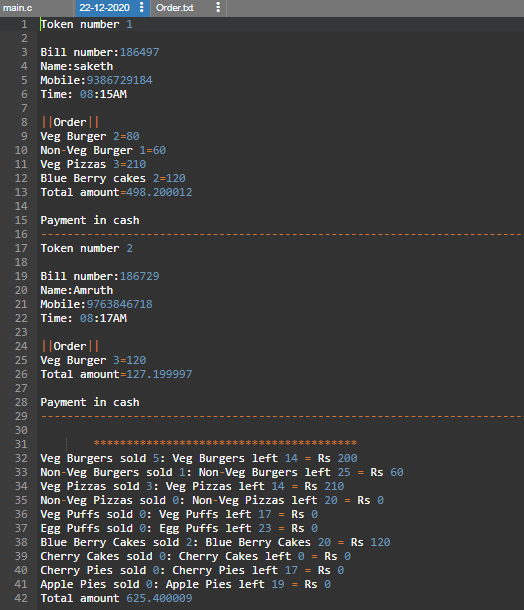 main.c 22-12-2020 Order.txt
1 Token number 1
2
3 Bill number:186497
4 Name:saketh
5 Mobile:9386729184
6 Time: 08:15AM
7
8 ||Order||
9 Veg Burger 2=80
10 Non-Veg Burger 1=60
11 Veg Pizzas 3=210
12 Blue Berry cakes 2=120
13 Total amount=498.200012
14
15 Payment in cash
16 --------------------------------------------------------------------------
17 Token number 2
18
19 Bill number:186729
20 Name:Amruth
21 Mobile:9763846718
22 Time: 08:17AM
23
24 ||Order||
25 Veg Burger 3=120
26 Total amount=127.199997
27
28 Payment in cash
29 --------------------------------------------------------------------------
30
31 ****************************************
32 Veg Burgers sold 5: Veg Burgers left 14 = Rs 200
33 Non-Veg Burgers sold 1: Non-Veg Burgers left 25 = Rs 60
34 Veg Pizzas sold 3: Veg Pizzas left 14 = Rs 210
35 Non-Veg Pizzas sold 0: Non-Veg Pizzas left 20 = Rs 0
36 Veg Puffs sold 0: Veg Puffs left 17 = Rs 0
37 Egg Puffs sold 0: Egg Puffs left 23 = Rs 0
38 Blue Berry Cakes sold 2: Blue Berry Cakes 20 = Rs 120
39 Cherry Cakes sold 0: Cherry Cakes left 0 = Rs 0
40 Cherry Pies sold 0: Cherry Pies left 17 = Rs 0
41 Apple Pies sold 0: Apple Pies left 19 = Rs 0
42 Total amount 625.400009